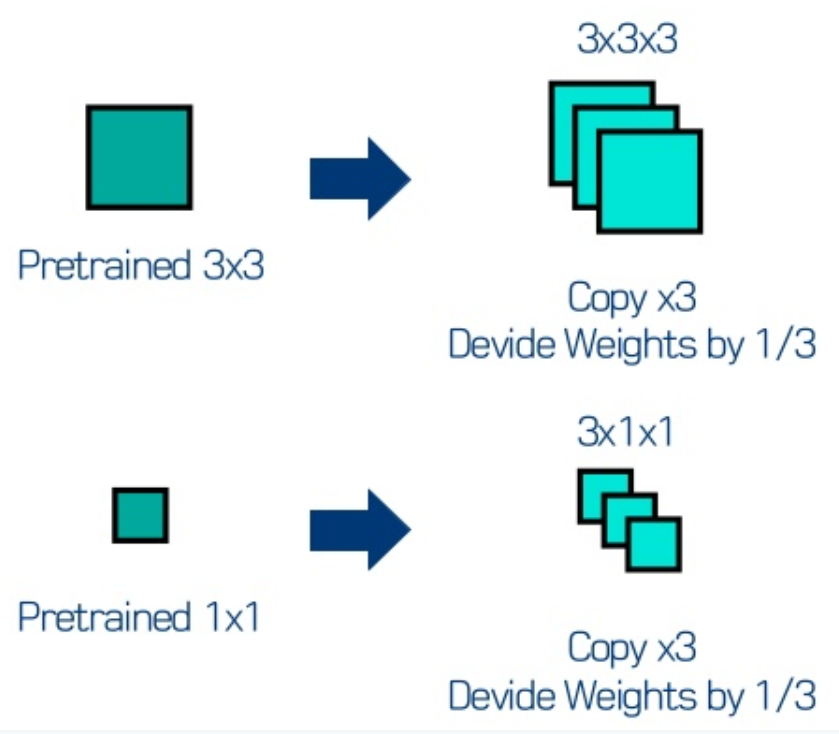 3x3x3
Pretrained 3x3
Copy x3
Devide Weights by 1/3
3x1x1
Pretrained 1x1
Copy x3
Devide Weights by 1/3